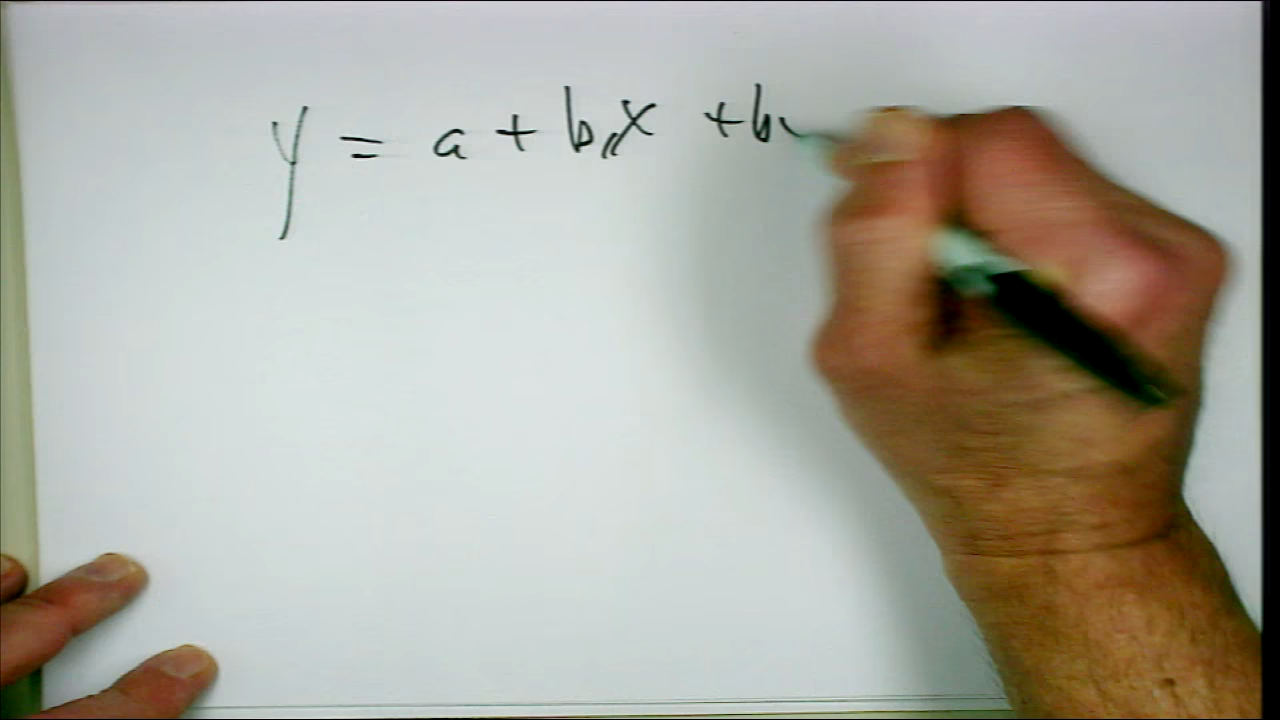 y = a + b₁x + b